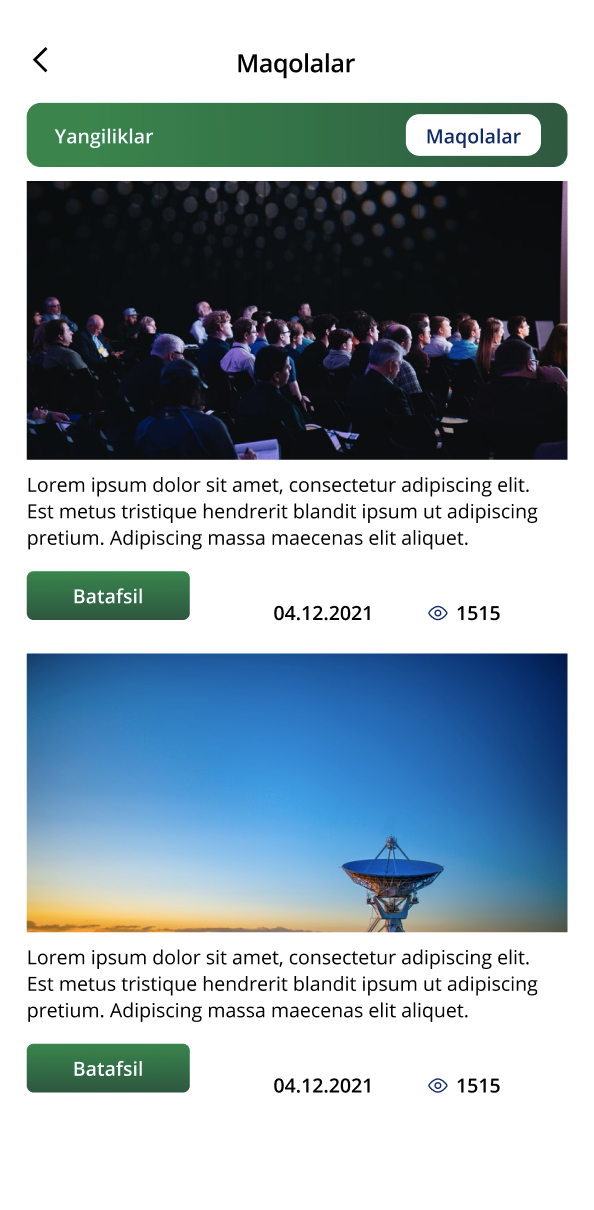 Maqolalar
Yangiliklar
Maqolalar
Lorem ipsum dolor sit amet, consectetur adipiscing elit.
Est metus tristique hendrerit blandit ipsum ut adipiscing
pretium. Adipiscing massa maecenas elit aliquet.
Batafsil
04.12.2021
1515
Lorem ipsum dolor sit amet, consectetur adipiscing elit.
Est metus tristique hendrerit blandit ipsum ut adipiscing
pretium. Adipiscing massa maecenas elit aliquet.
Batafsil
04.12.2021
1515